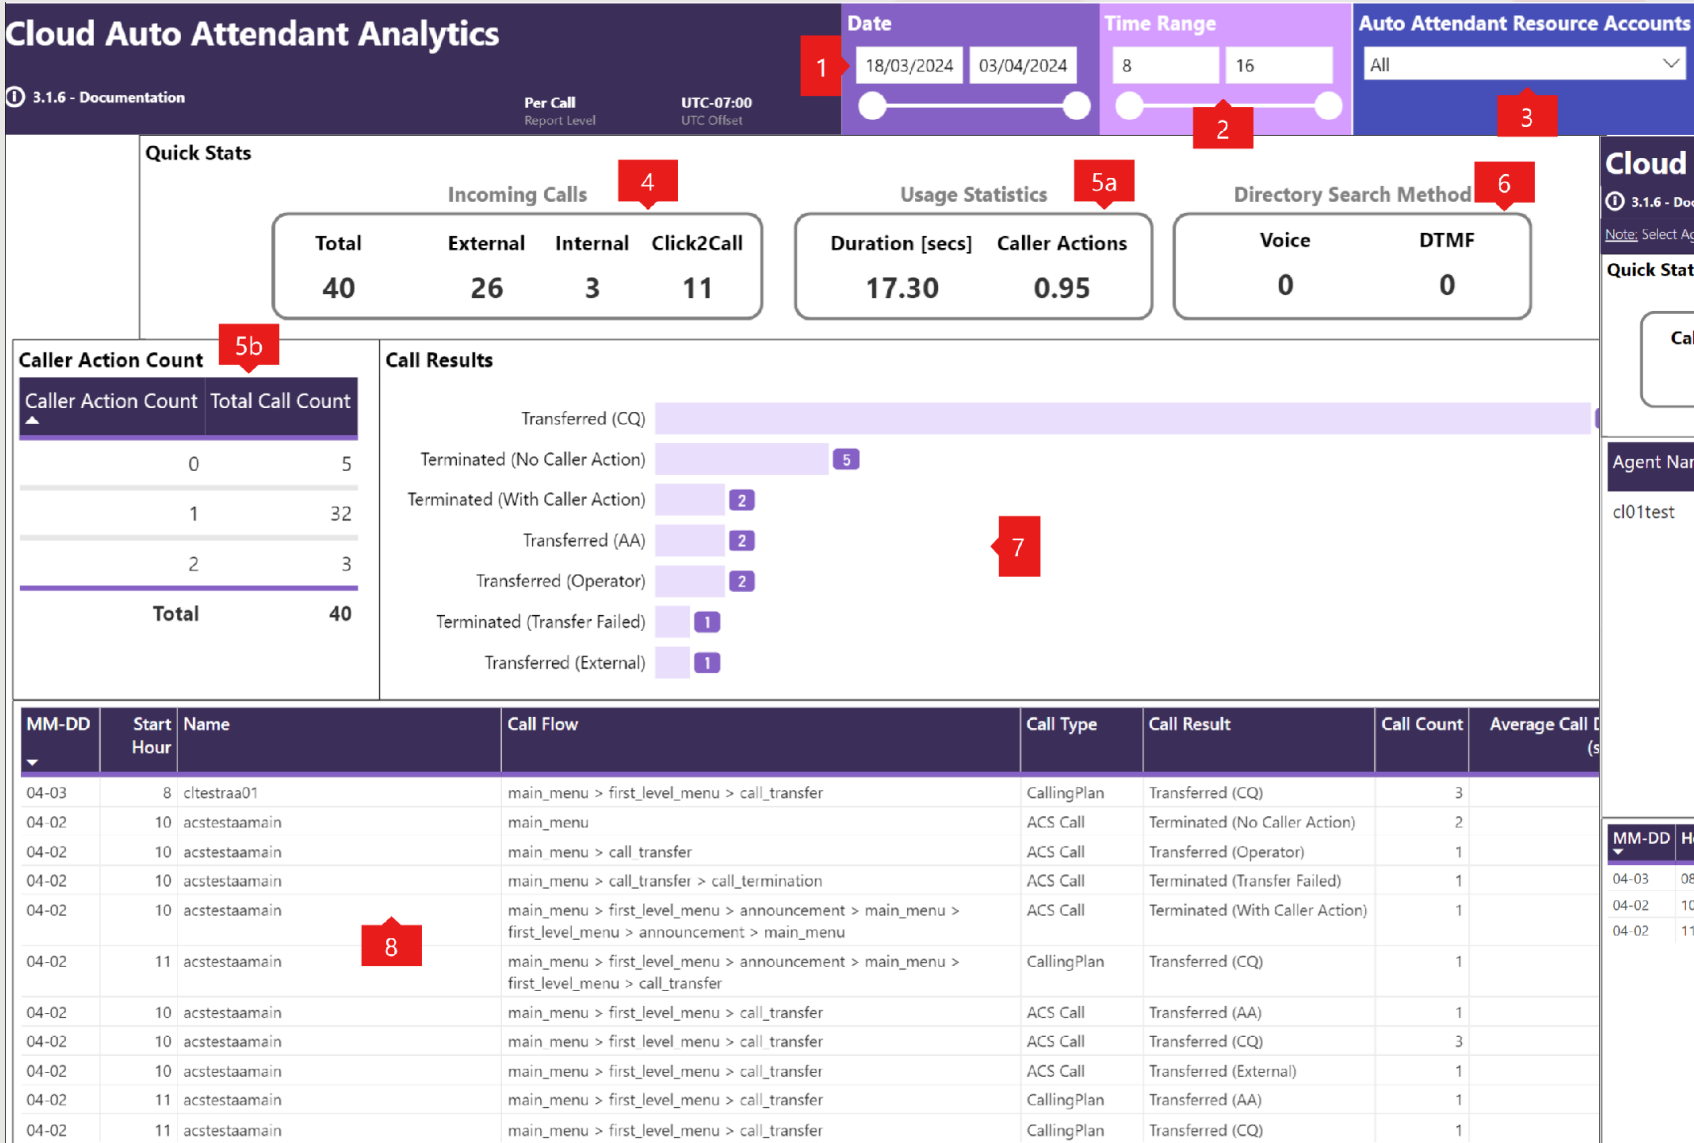 Cloud Auto Attendant Analytics
3.1.6 - Documentation
Per Call
Report Level
UTC-07:00
UTC Offset
1
Date
18/03/2024 03/04/2024
Time Range
8 16
2
Auto Attendant Resource Accounts
All
3
Quick Stats
Incoming Calls
4
Total External Internal Click2Call
40 26 3 11
Usage Statistics
5a
Duration [secs] Caller Actions
17.30 0.95
Directory Search Method
6
Voice DTMF
0 0
Caller Action Count
5b
Caller Action Count Total Call Count
0 5
1 32
2 3
Total 40
Call Results
Transferred (CQ)
Terminated (No Caller Action) 5
Terminated (With Caller Action) 2
Transferred (AA) 2
Transferred (Operator) 2
Terminated (Transfer Failed) 1
Transferred (External) 1
7
MM-DD Start Hour Name Call Flow Call Type Call Result Call Count Average Call
04-03 8 cltestraa01 main_menu > first_level_menu > call_transfer CallingPlan Transferred (CQ) 3
04-02 10 acstestaamain main_menu ACS Call Terminated (No Caller Action) 2
04-02 10 acstestaamain main_menu > call_transfer ACS Call Transferred (Operator) 1
04-02 10 acstestaamain main_menu > call_transfer > call_termination ACS Call Terminated (Transfer Failed) 1
04-02 10 acstestaamain main_menu > first_level_menu > announcement > main_menu > ACS Call Terminated (With Caller Action) 1
first_level_menu > announcement > main_menu
8
04-02 11 acstestaamain main_menu > first_level_menu > announcement > main_menu > CallingPlan Transferred (CQ) 1
first_level_menu > call_transfer
04-02 10 acstestaamain main_menu > first_level_menu > call_transfer ACS Call Transferred (AA) 1
04-02 10 acstestaamain main_menu > first_level_menu > call_transfer ACS Call Transferred (CQ) 3
04-02 10 acstestaamain main_menu > first_level_menu > call_transfer ACS Call Transferred (External) 1
04-02 11 acstestaamain main_menu > first_level_menu > call_transfer CallingPlan Transferred (AA) 1
04-02 11 acstestaamain main_menu > first_level_menu > call_transfer CallingPlan Transferred (CQ) 1
Cloud
3.1.6 -
Note: Select
Quick
Agent
cl01test
MM-DD
04-03
04-02 10
04-02 11